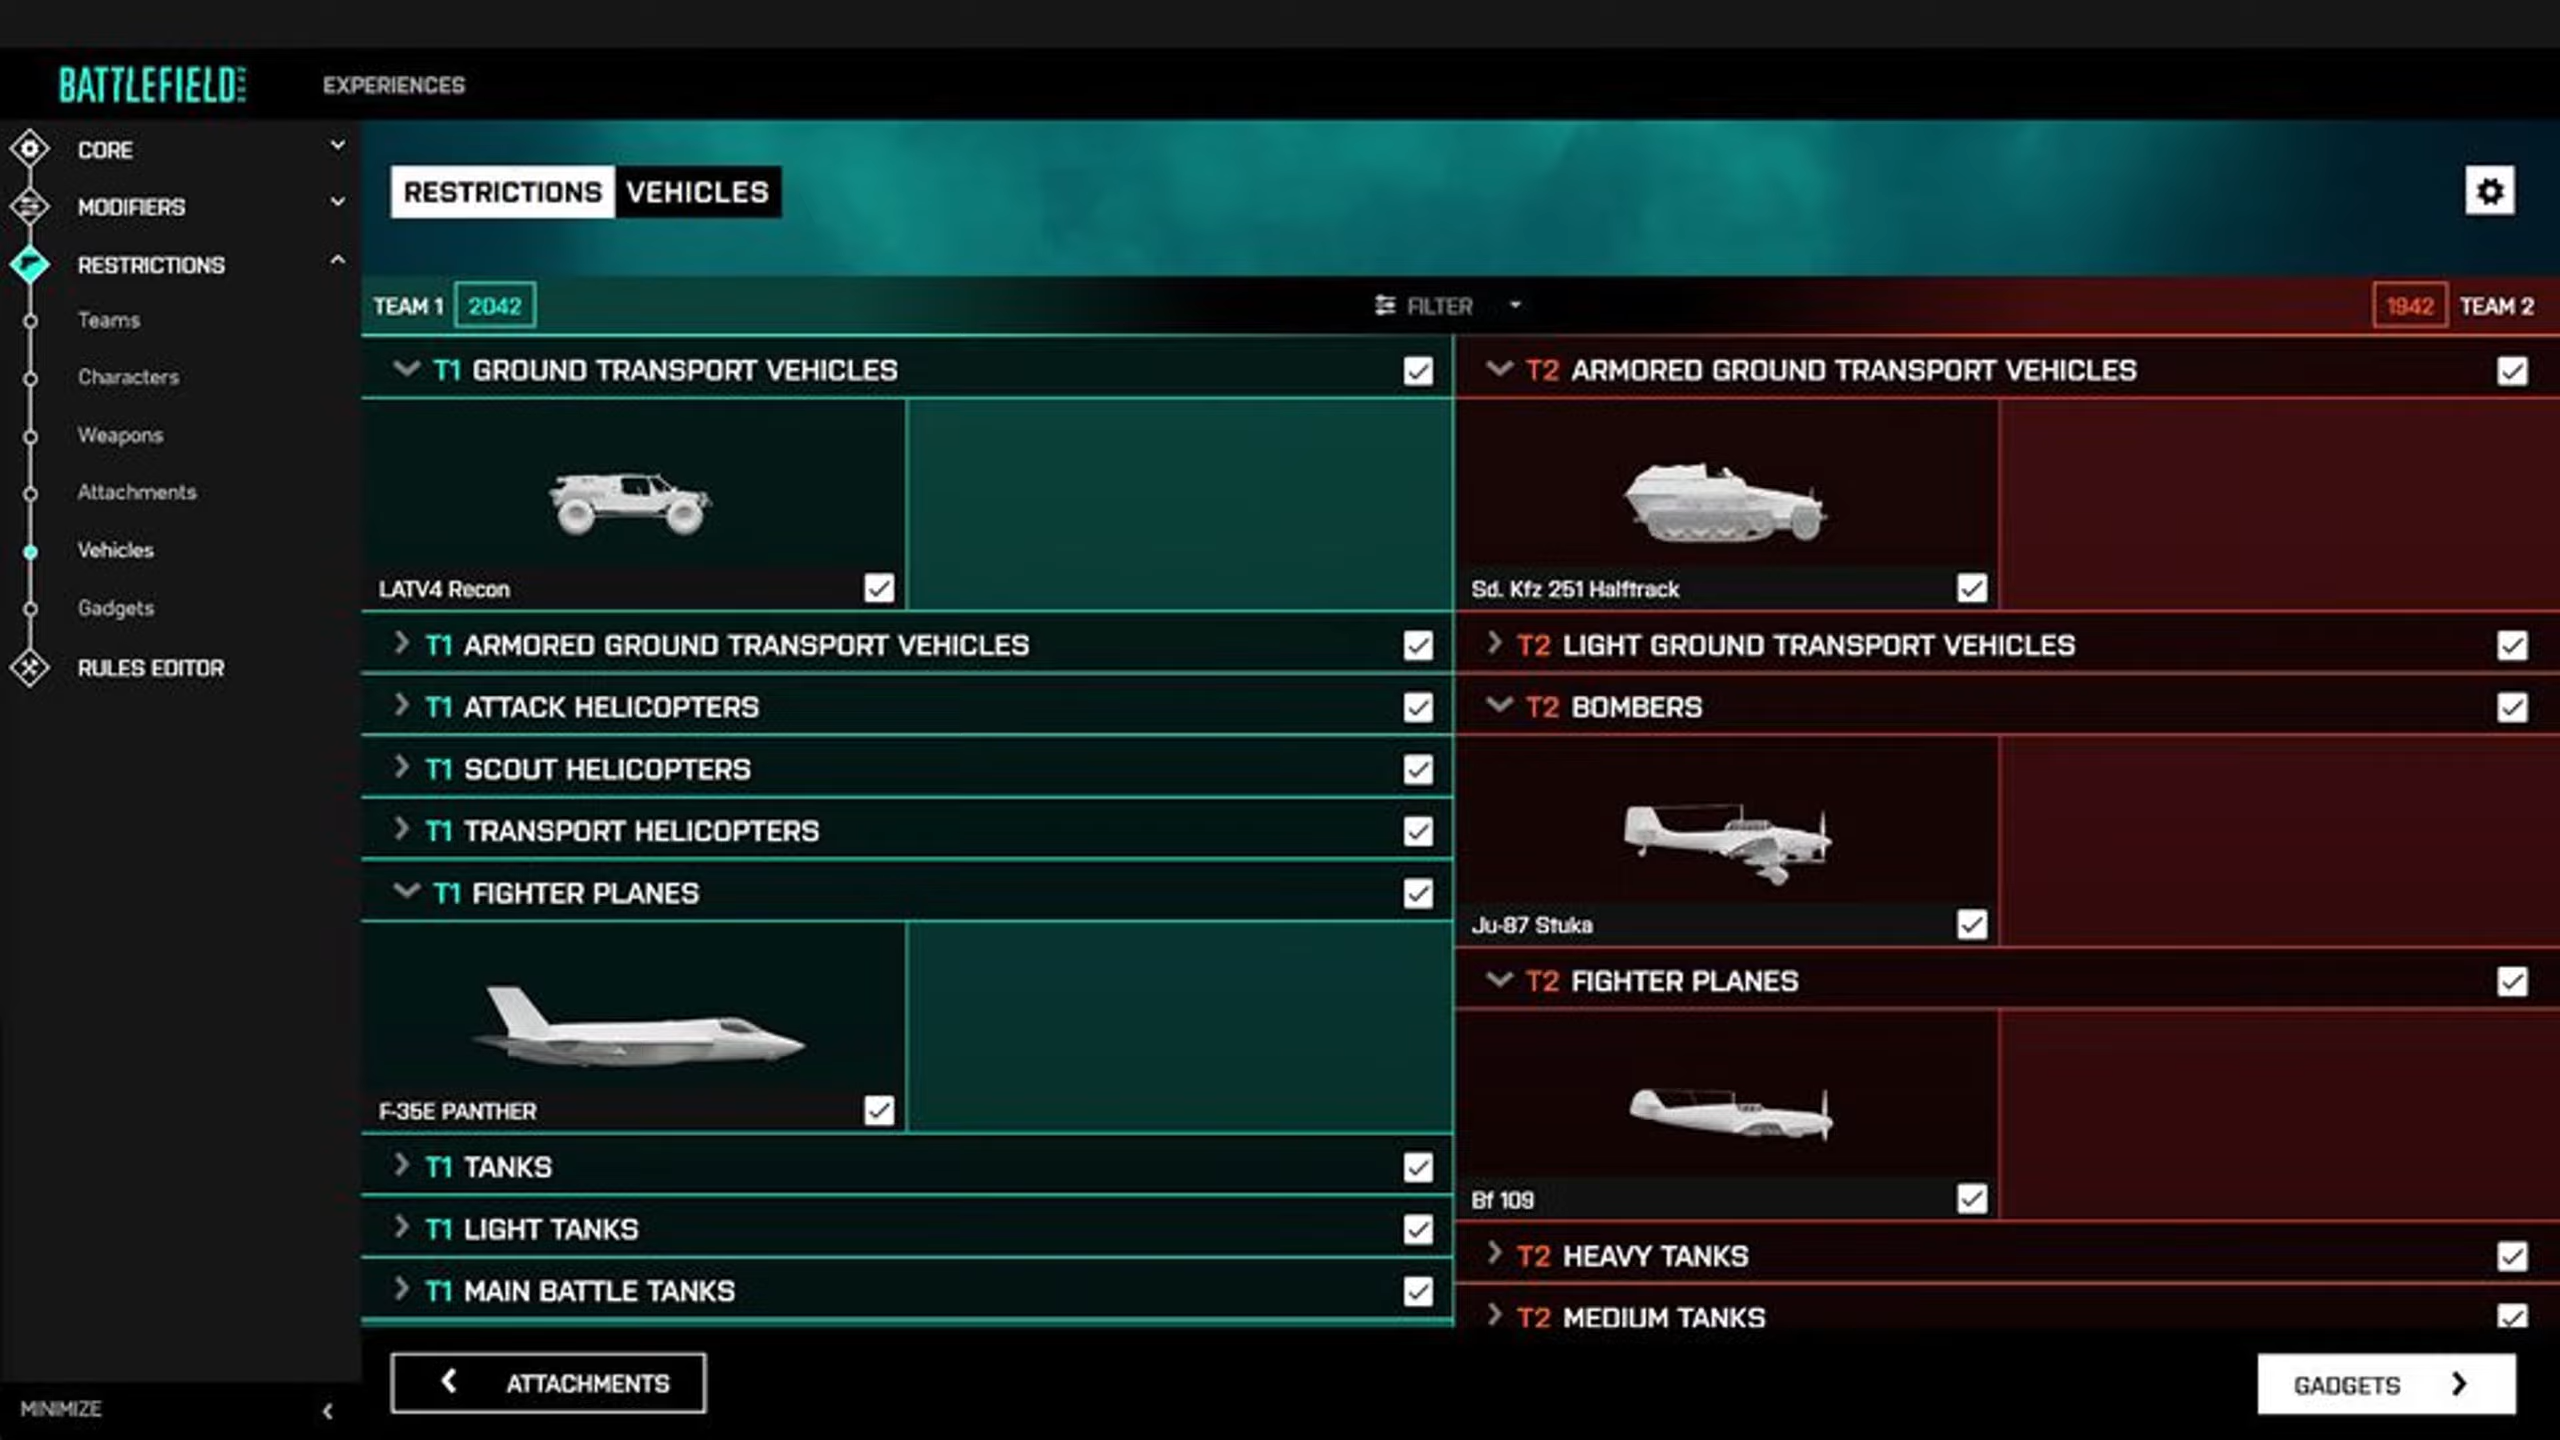 BATTLEFIELD
EXPERIENCES
CORE
MODIFIERS
RESTRICTIONS
Teams
Characters
Weapons
Attachments
Vehicles
Gadgets
RULES EDITOR
MINIMIZE
RESTRICTIONS VEHICLES
TEAM 1 2042
FILTER
1942 TEAM 2
T1 GROUND TRANSPORT VEHICLES
LATV4 Recon
T1 ARMORED GROUND TRANSPORT VEHICLES
T1 ATTACK HELICOPTERS
T1 SCOUT HELICOPTERS
T1 TRANSPORT HELICOPTERS
T1 FIGHTER PLANES
F-35E PANTHER
T1 TANKS
T1 LIGHT TANKS
T1 MAIN BATTLE TANKS
T2 ARMORED GROUND TRANSPORT VEHICLES
Sd. Kfz 251 Halftrack
T2 LIGHT GROUND TRANSPORT VEHICLES
T2 BOMBERS
Ju-87 Stuka
T2 FIGHTER PLANES
Bf 109
T2 HEAVY TANKS
T2 MEDIUM TANKS
ATTACHMENTS
GADGETS